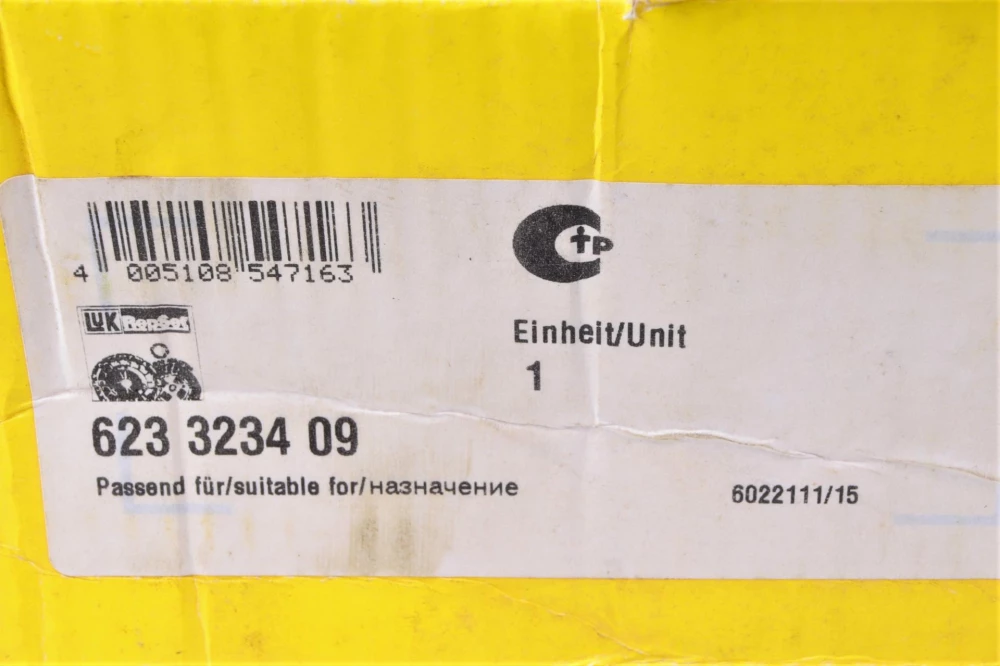 4 005108 547163
LUK RepSet
Einheit/Unit
1
623 3234 09
Passend für/suitable for/назначение
6022111/15